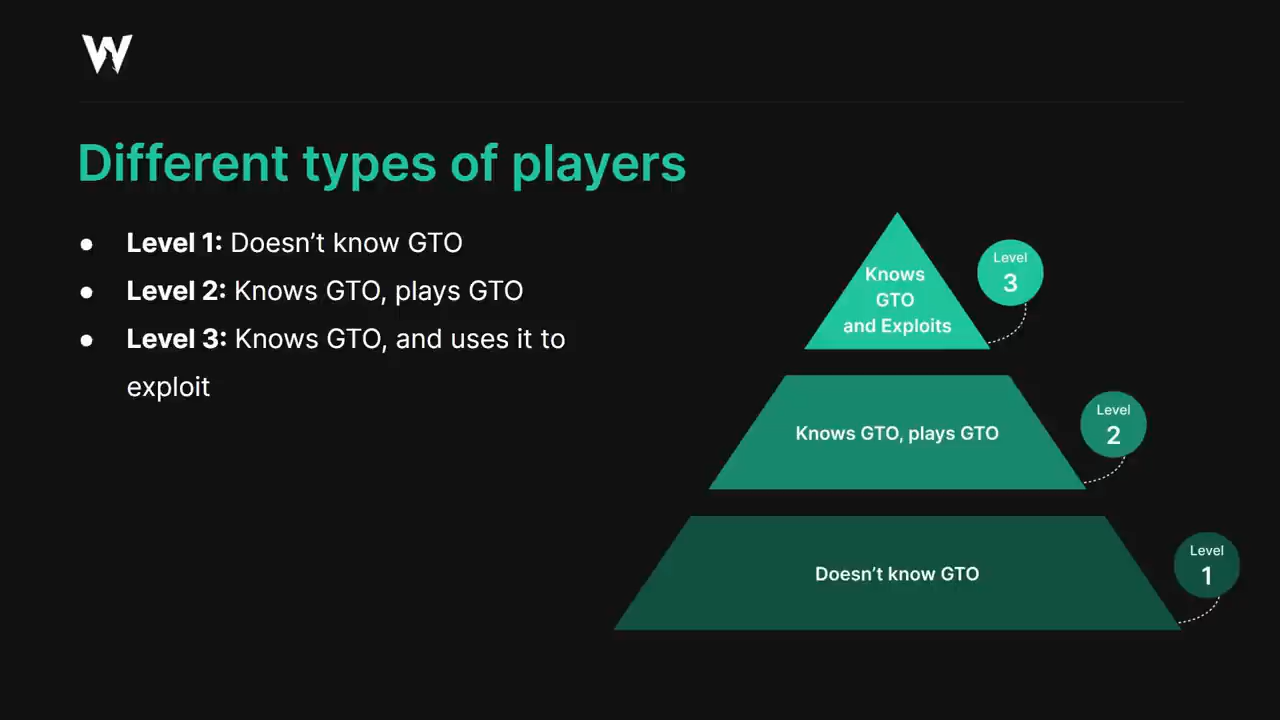 W
Different types of players
● Level 1: Doesn’t know GTO
● Level 2: Knows GTO, plays GTO
● Level 3: Knows GTO, and uses it to
exploit
Knows
GTO
and Exploits
Level
3
Knows GTO, plays GTO
Level
2
Doesn’t know GTO
Level
1